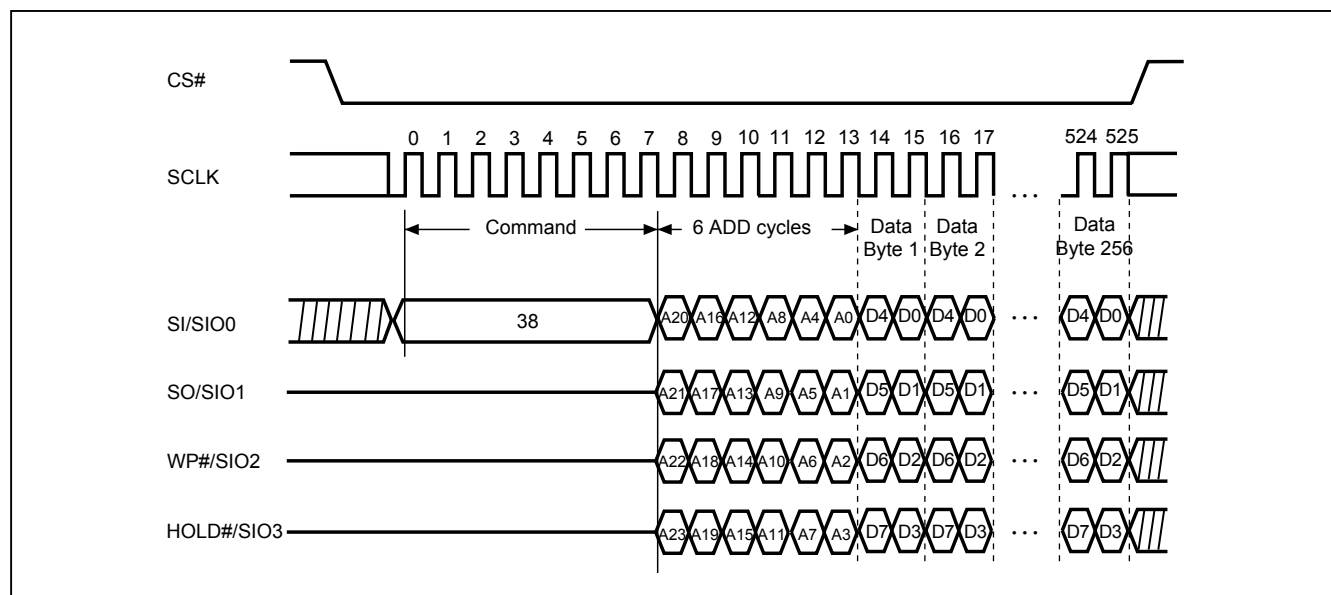 CS#
0 1 2 3 4 5 6 7 8 9 10 11 12 13 14 15 16 17 524 525
SCLK
...
Command 6 ADD cycles Data Data Data
Byte 1 Byte 2 Byte 256
SI/SIO0 38 A20 A16 A12 A8 A4 A0 D4 D0 D4 D0 ... D4 D0
SO/SIO1 A21 A17 A13 A9 A5 A1 D5 D1 D5 D1 ... D5 D1
WP#/SIO2 A22 A18 A14 A10 A6 A2 D6 D2 D6 D2 ... D6 D2
HOLD#/SIO3 A23 A19 A15 A11 A7 A3 D7 D3 D7 D3 ... D7 D3